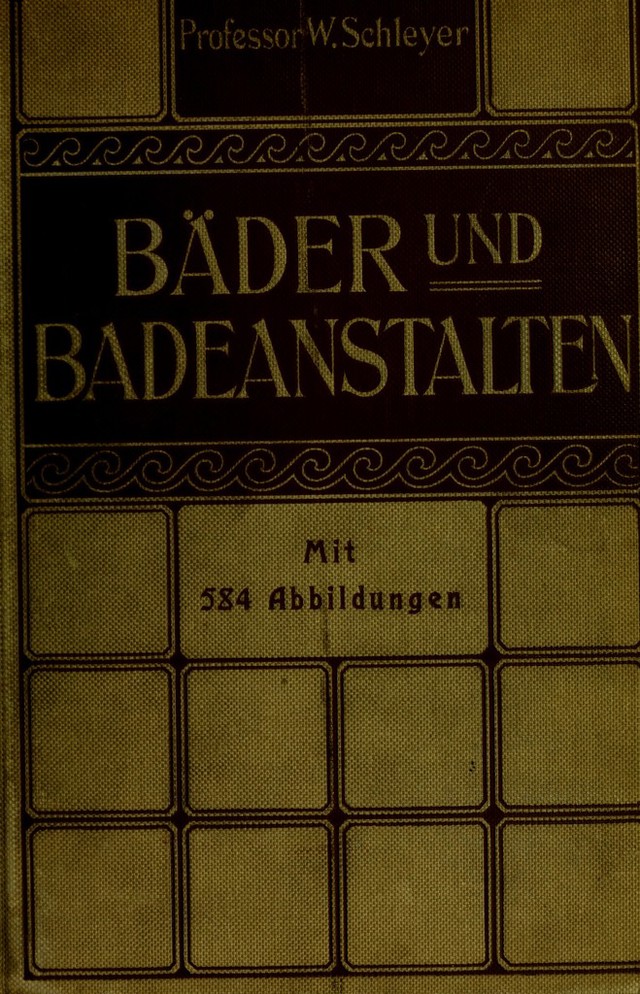 Professor W. Schleyer
BÄDER UND
BADEANSTALTEN
Mit
584 Abbildungen